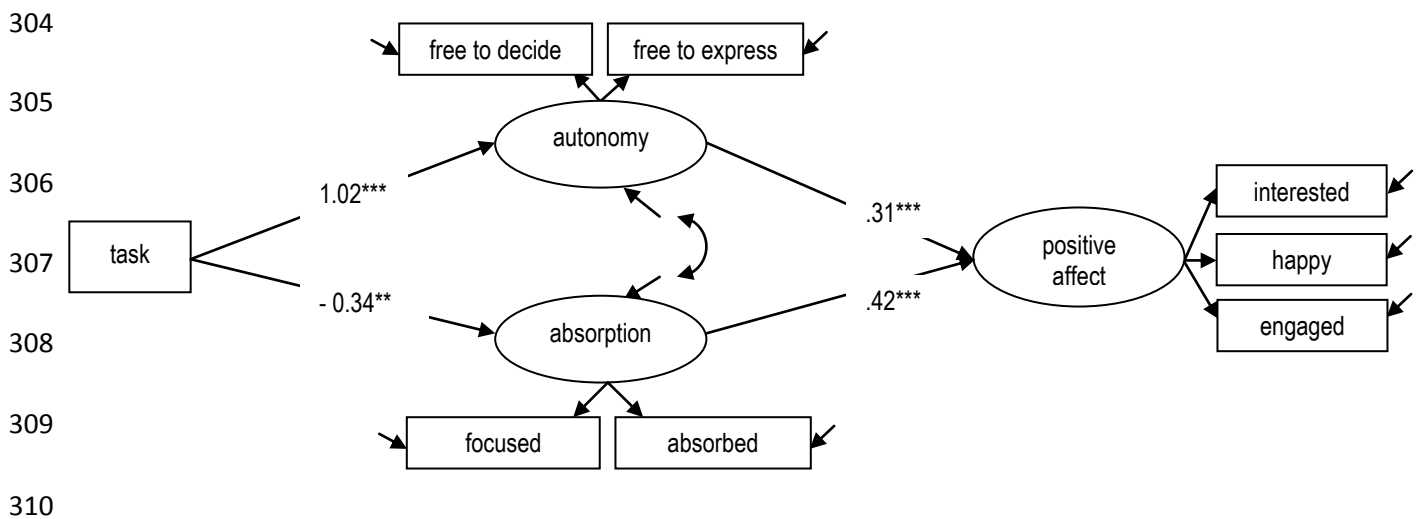 304
free to decide free to express
305
autonomy
306
1.02***
.31***
interested
task
positive
affect
307
happy
- 0.34**
.42***
absorption
engaged
308
309
focused absorbed
310